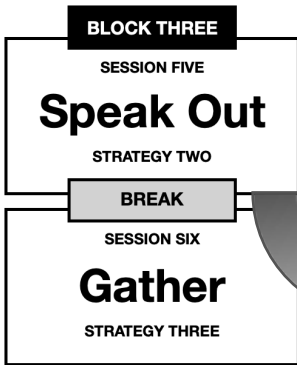 BLOCK THREE
SESSION FIVE
Speak Out
STRATEGY TWO
BREAK
SESSION SIX
Gather
STRATEGY THREE